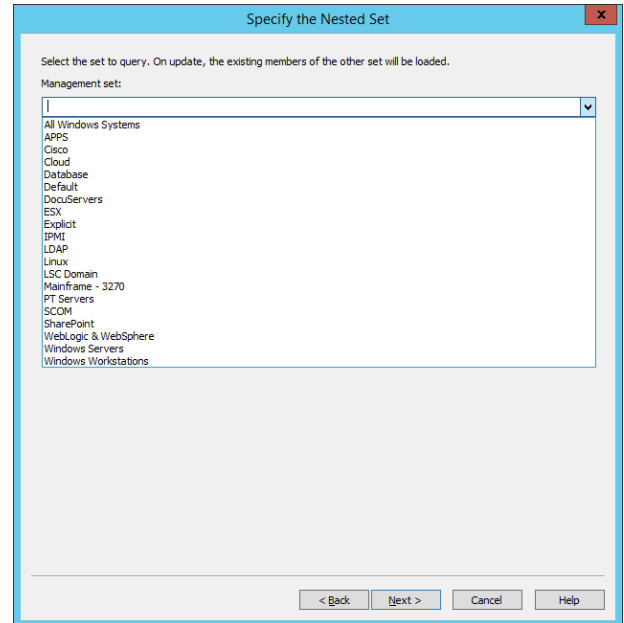 Specify the Nested Set
x
Select the set to query. On update, the existing members of the other set will be loaded.
Management set:
All Windows Systems
APPS
Cisco
Cloud
Database
Default
DocuServers
ESX
Explicit
IPMI
LDAP
Linux
LSC Domain
Mainframe - 3270
PT Servers
SCOM
SharePoint
WebLogic & WebSphere
Windows Servers
Windows Workstations
< Back Next > Cancel Help